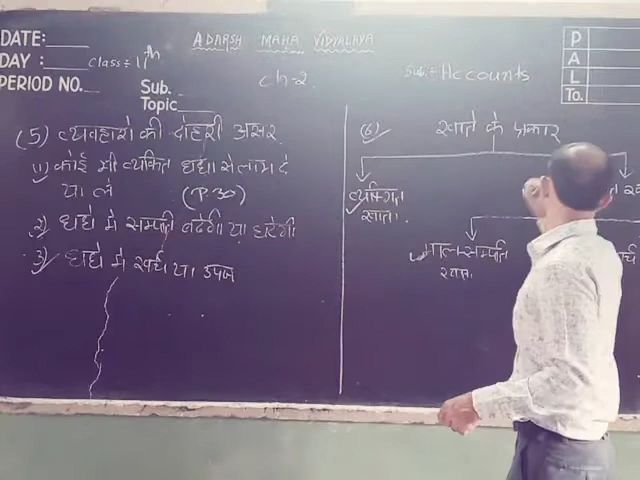 DATE:
ADARSH MAHA VIDYALAYA
P
DAY : Class÷ 11th
A
PERIOD NO.
Ch-2
Sub÷ Accounts
L
Sub.
To.
Topic
(5) व्यवहारो की दोहरी असर
(1) कोई भी व्यक्ति धंधा से लाभ दे
या ले (P.30)
2) धंधे मे सम्पति बढेगी या घटेगी
3) धंधे मे खर्च या उपज
(6) खाते के प्रकार
व्यक्तिगत
खाता.
माल-सम्पति
खाता